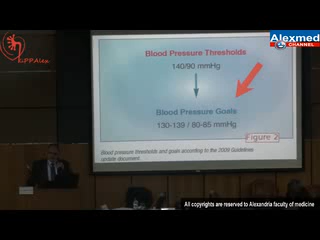 EiPPAlex
Alexmed
CHANNEL
Blood Pressure Thresholds
140/90 mmHg
Blood Pressure Goals
130-139 / 80-85 mmHg
Figure 2
Blood pressure thresholds and goals according to the 2009 Guidelines
update document.
All copyrights are reserved to Alexandria faculty of medicine